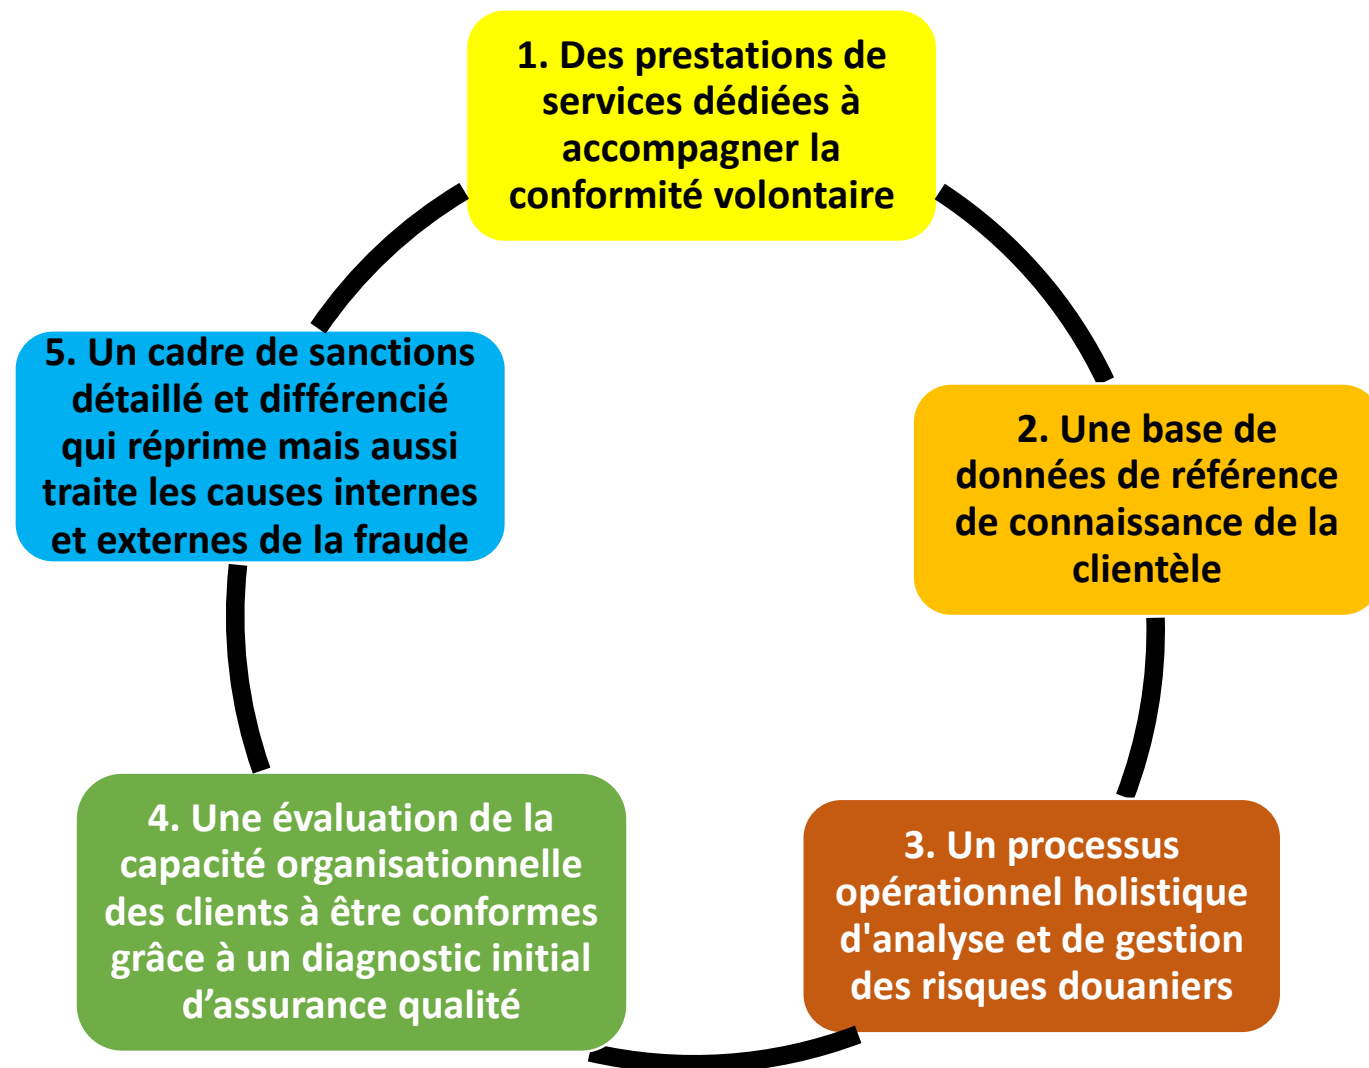 1. Des prestations de
services dédiées à
accompagner la
conformité volontaire
2. Une base de
données de référence
de connaissance de la
clientèle
3. Un processus
opérationnel holistique
d'analyse et de gestion
des risques douaniers
4. Une évaluation de la
capacité organisationnelle
des clients à être conformes
grâce à un diagnostic initial
d’assurance qualité
5. Un cadre de sanctions
détaillé et différencié
qui réprime mais aussi
traite les causes internes
et externes de la fraude